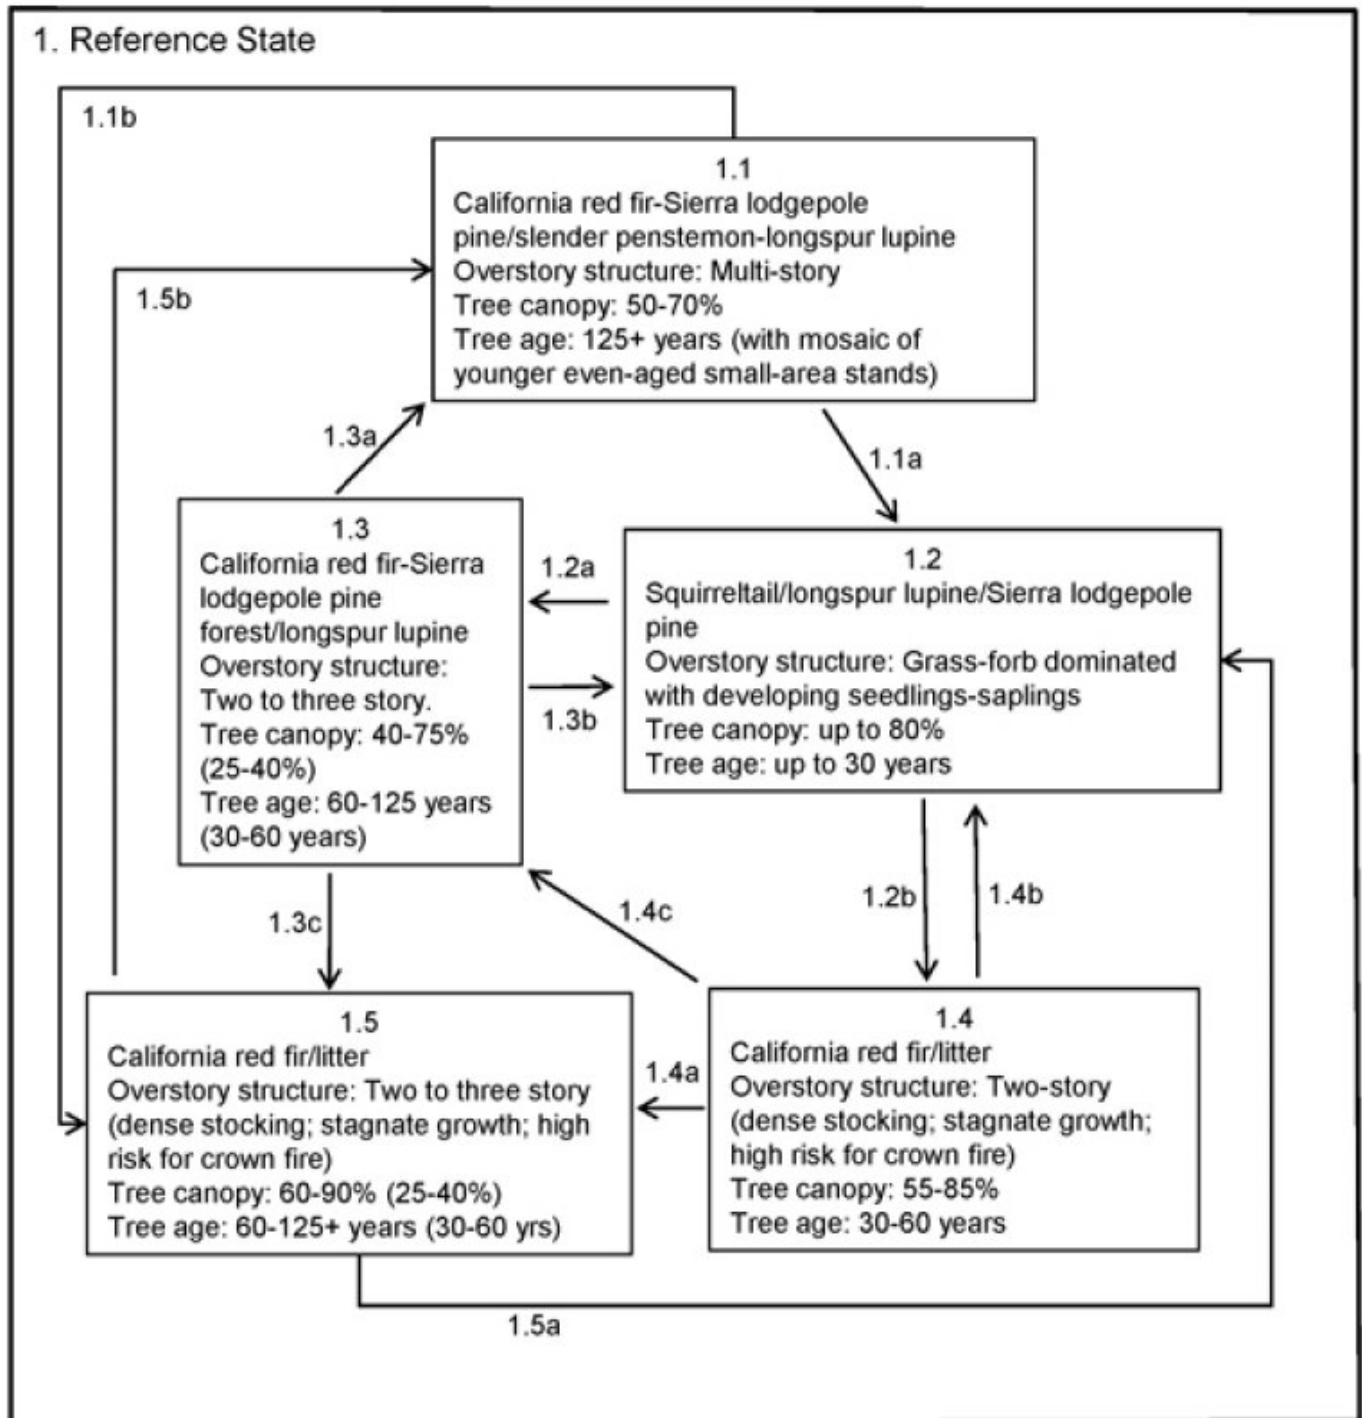 1. Reference State
1.1b
1.1
California red fir-Sierra lodgepole
pine/slender penstemon-longspur lupine
Overstory structure: Multi-story
Tree canopy: 50-70%
Tree age: 125+ years (with mosaic of
younger even-aged small-area stands)
1.5b
1.3a
1.1a
1.3
California red fir-Sierra
lodgepole pine
forest/longspur lupine
Overstory structure:
Two to three story.
Tree canopy: 40-75%
(25-40%)
Tree age: 60-125 years
(30-60 years)
1.2a
1.3b
1.2
Squirreltail/longspur lupine/Sierra lodgepole
pine
Overstory structure: Grass-forb dominated
with developing seedlings-saplings
Tree canopy: up to 80%
Tree age: up to 30 years
1.3c
1.4c
1.2b
1.4b
1.5
California red fir/litter
Overstory structure: Two to three story
(dense stocking; stagnate growth; high
risk for crown fire)
Tree canopy: 60-90% (25-40%)
Tree age: 60-125+ years (30-60 yrs)
1.4a
1.4
California red fir/litter
Overstory structure: Two-story
(dense stocking; stagnate growth;
high risk for crown fire)
Tree canopy: 55-85%
Tree age: 30-60 years
1.5a